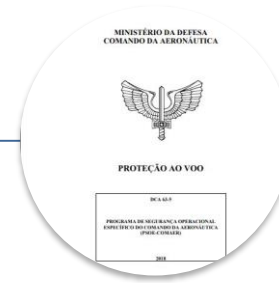 MINISTÉRIO DA DEFESA
COMANDO DA AERONÁUTICA
PROTEÇÃO AO VOO
DCA 63-5
PROGRAMA DE SEGURANÇA OPERACIONAL
ESPECÍFICO DO COMANDO DA AERONÁUTICA
(PSOE-COMAER)
2018